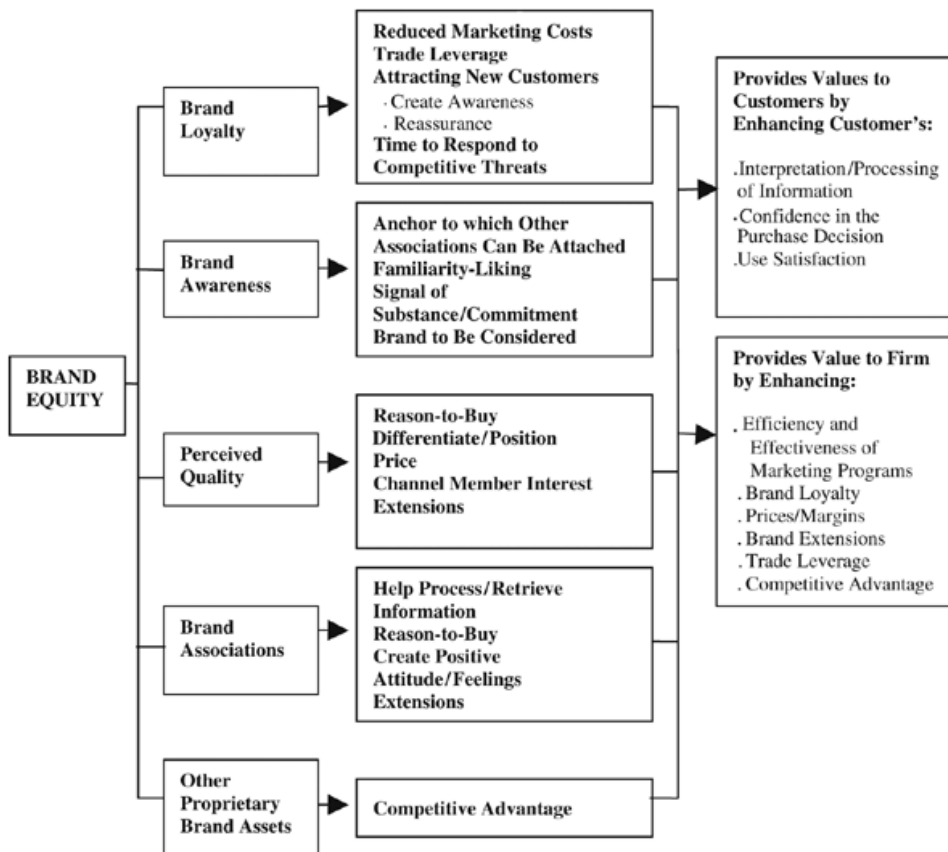 BRAND
EQUITY
Brand
Loyalty
Reduced Marketing Costs
Trade Leverage
Attracting New Customers
· Create Awareness
· Reassurance
Time to Respond to
Competitive Threats
Brand
Awareness
Anchor to which Other
Associations Can Be Attached
Familiarity-Liking
Signal of
Substance/Commitment
Brand to Be Considered
Perceived
Quality
Reason-to-Buy
Differentiate/Position
Price
Channel Member Interest
Extensions
Brand
Associations
Help Process/Retrieve
Information
Reason-to-Buy
Create Positive
Attitude/Feelings
Extensions
Other
Proprietary
Brand Assets
Competitive Advantage
Provides Values to
Customers by
Enhancing Customer's:
.Interpretation/Processing
of Information
.Confidence in the
Purchase Decision
.Use Satisfaction
Provides Value to Firm
by Enhancing:
. Efficiency and
Effectiveness of
Marketing Programs
. Brand Loyalty
. Prices/Margins
. Brand Extensions
. Trade Leverage
. Competitive Advantage